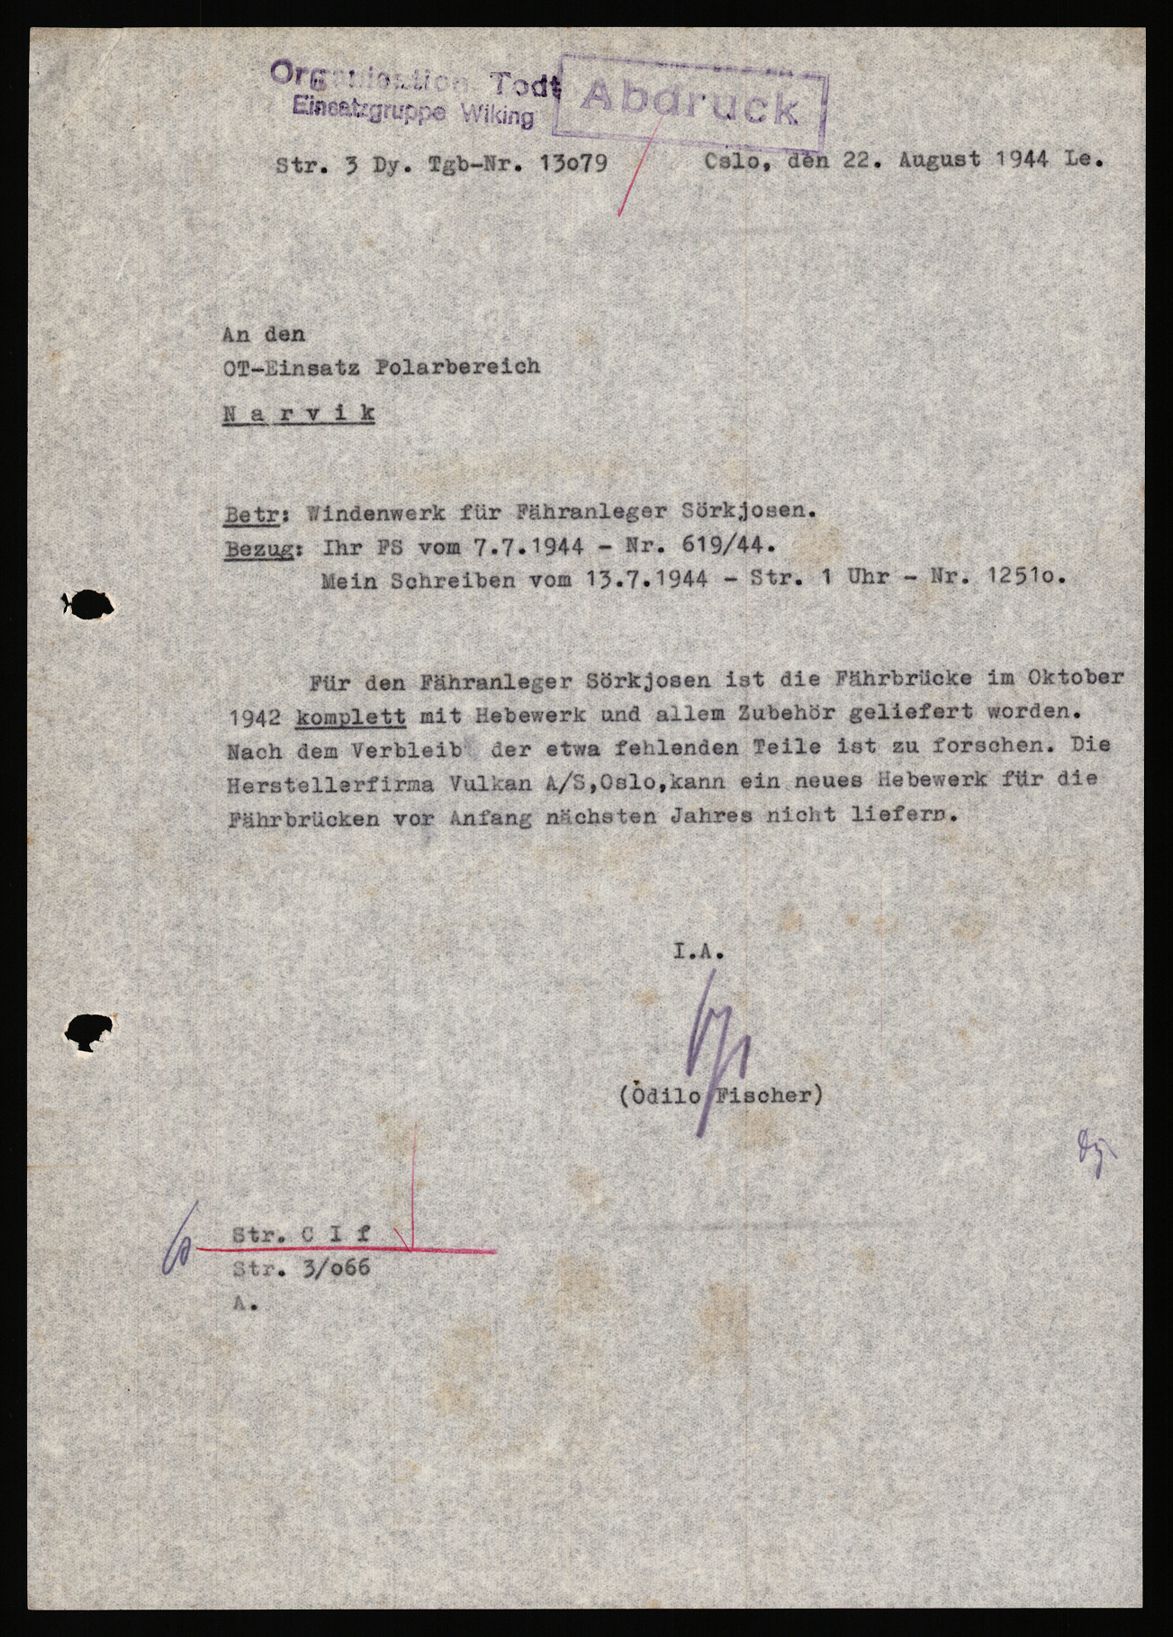 Organisation Todt
Einsatzgruppe Wiking
Abdruck
Str. 3 Dy. Tgb-Nr. 13o79 Oslo, den 22. August 1944 Le.
An den
OT-Einsatz Polarbereich
N a r v i k
Betr: Windenwerk für Fähranleger Sörkjosen.
Bezug: Ihr FS vom 7.7.1944 - Nr. 619/44.
Mein Schreiben vom 13.7.1944 - Str. 1 Uhr - Nr. 1251o.
Für den Fähranleger Sörkjosen ist die Fährbrücke im Oktober
1942 komplett mit Hebewerk und allem Zubehör geliefert worden.
Nach dem Verbleib der etwa fehlenden Teile ist zu forschen. Die
Herstellerfirma Vulkan A/S,Oslo,kann ein neues Hebewerk für die
Fährbrücken vor Anfang nächsten Jahres nicht liefern.
I.A.
(Odilo Fischer)
Dy
Str. C I f
Str. 3/o66
A.